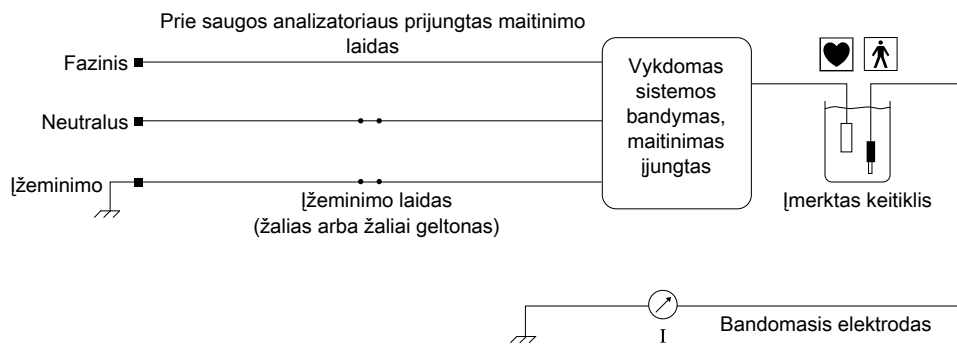 Prie saugos analizatoriaus prijungtas maitinimo
laidas
Fazinis
Neutralus
Įžeminimo
Įžeminimo laidas
(žalias arba žaliai geltonas)
Vykdomas
sistemos
bandymas,
maitinimas
įjungtas
Įmerktas keitiklis
I
Bandomasis elektrodas